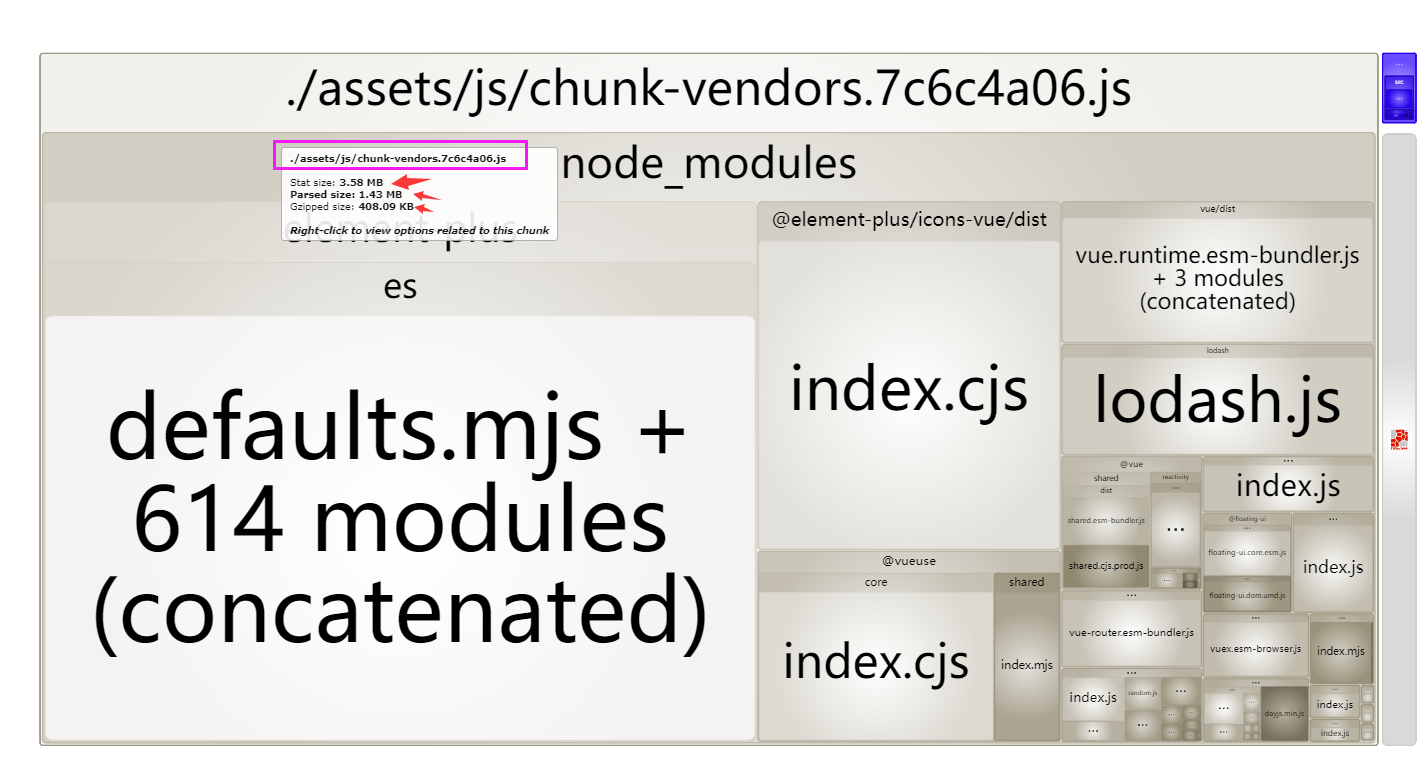 ./assets/js/chunk-vendors.7c6c4a06.js
...
src
...
node_modules
./assets/js/chunk-vendors.7c6c4a06.js
Stat size: 3.58 MB
Parsed size: 1.43 MB
Gzipped size: 408.09 KB
Right-click to view options related to this chunk
element-plus
es
defaults.mjs +
614 modules
(concatenated)
@element-plus/icons-vue/dist
index.cjs
@vueuse
core
index.cjs
shared
index.mjs
vue/dist
vue.runtime.esm-bundler.js
+ 3 modules
(concatenated)
lodash
lodash.js
@vue
shared
dist
shared.esm-bundler.js
shared.cjs.prod.js
reactivity
...
...
...
...
index.js
@floating-ui
...
floating-ui.core.esm.js
...
floating-ui.dom.umd.js
...
index.js
...
vue-router.esm-bundler.js
...
vuex.esm-browser.js
...
index.mjs
...
index.js
...
random.js
...
...
...
...
...
...
...
...
dayjs.min.js
...
index.js
...
index.js